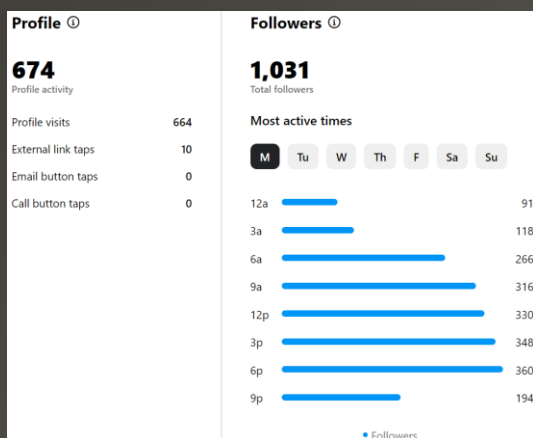 Profile
674
Profile activity
Profile visits 664
External link taps 10
Email button taps 0
Call button taps 0
Followers
1,031
Total followers
Most active times
M Tu W Th F Sa Su
12a 91
3a 118
6a 266
9a 316
12p 330
3p 348
6p 360
9p 194
Followers